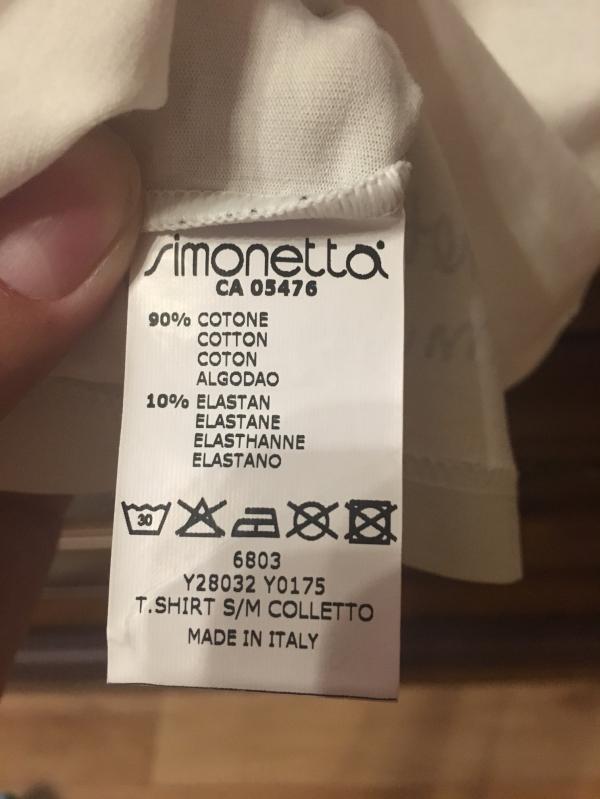 simonetta
CA 05476
90% COTONE
COTTON
COTON
ALGODAO
10% ELASTAN
ELASTANE
ELASTHANNE
ELASTANO
30
6803
Y28032 Y0175
T.SHIRT S/M COLLETTO
MADE IN ITALY